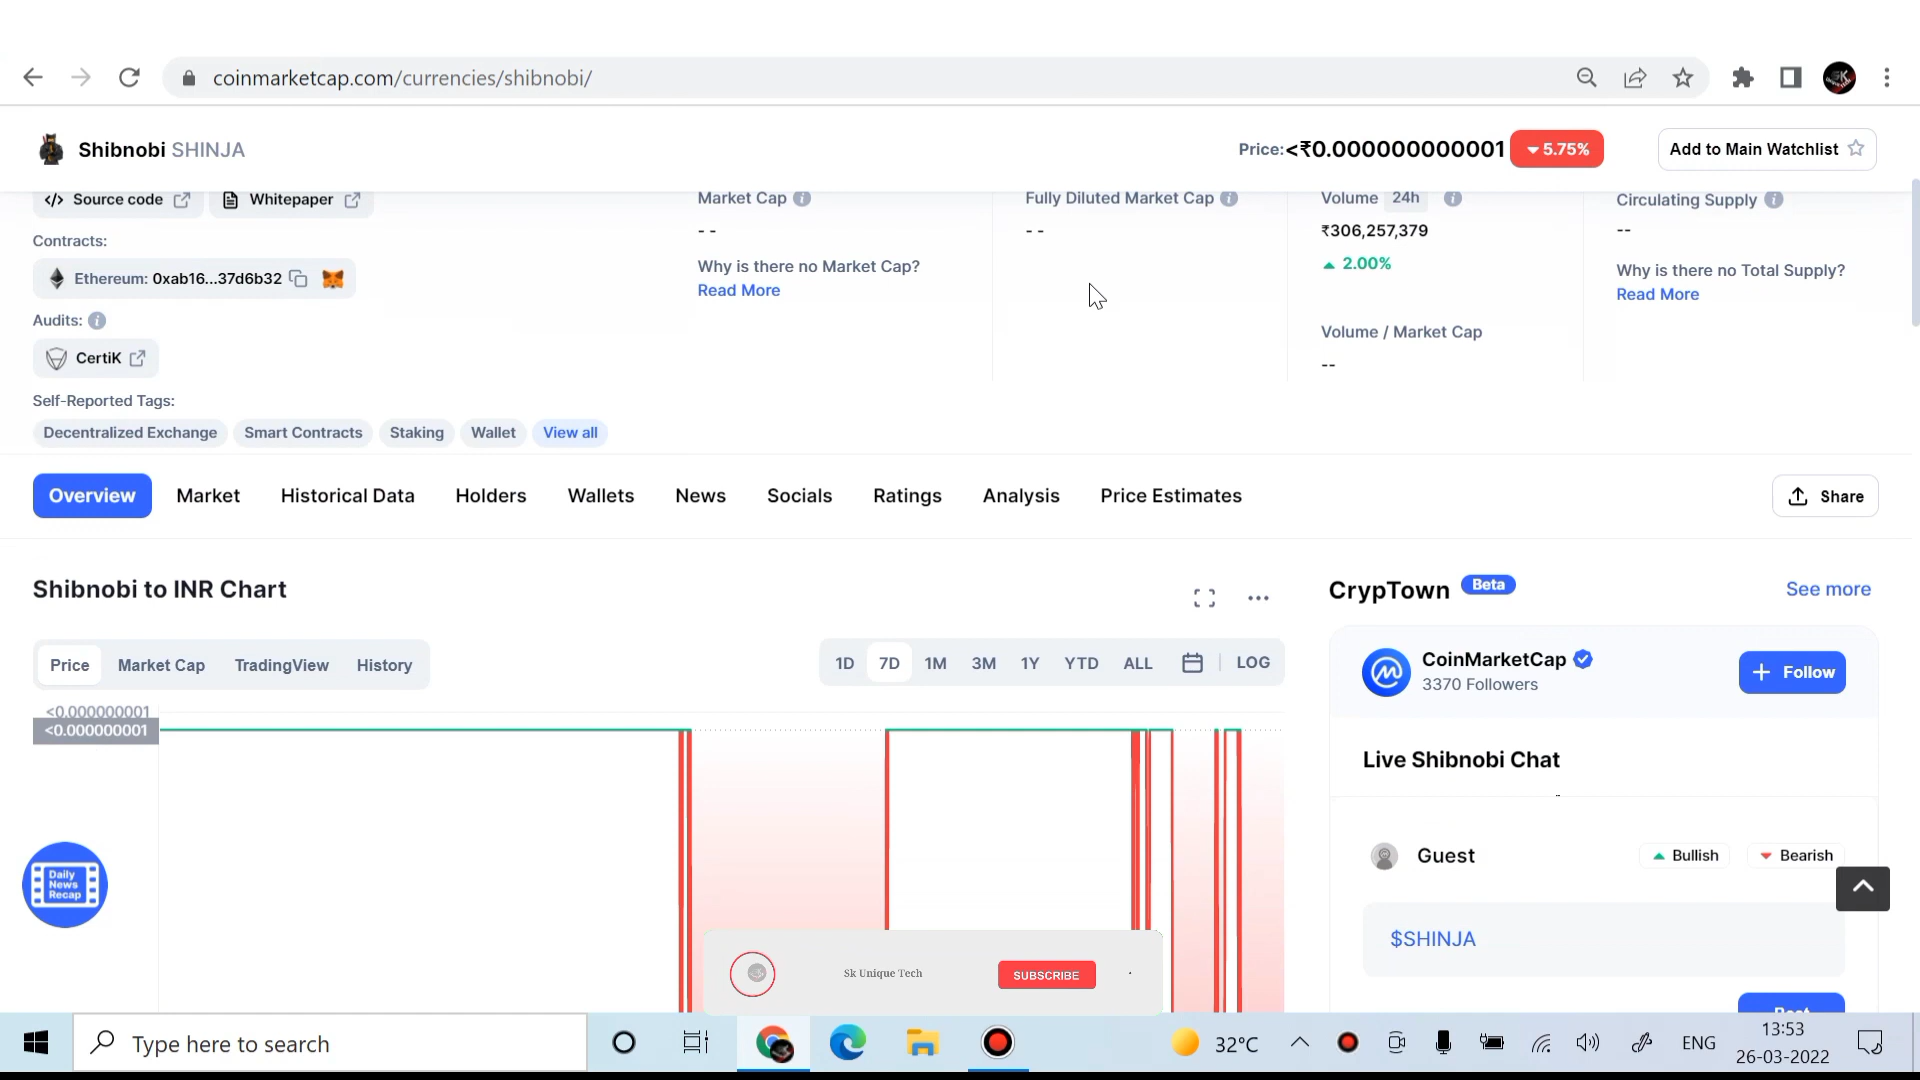 coinmarketcap.com/currencies/shibnobi/
Shibnobi SHINJA
Price:<₹0.000000000001 5.75%
Add to Main Watchlist
Source code Whitepaper
Contracts:
Ethereum: 0xab16...37d6b32
Audits:
CertiK
Self-Reported Tags:
Decentralized Exchange Smart Contracts Staking Wallet View all
Market Cap
- -
Why is there no Market Cap?
Read More
Fully Diluted Market Cap
- -
Volume 24h
₹306,257,379
2.00%
Volume / Market Cap
--
Circulating Supply
--
Why is there no Total Supply?
Read More
Overview Market Historical Data Holders Wallets News Socials Ratings Analysis Price Estimates
Share
Shibnobi to INR Chart
Price Market Cap TradingView History
1D 7D 1M 3M 1Y YTD ALL LOG
<0.000000001
<0.000000001
Daily
News
Recap
CrypTown Beta See more
CoinMarketCap
3370 Followers
Follow
Live Shibnobi Chat
Guest Bullish Bearish
$SHINJA
Post
Sk Unique Tech SUBSCRIBE
Type here to search
32°C
ENG
13:53
26-03-2022